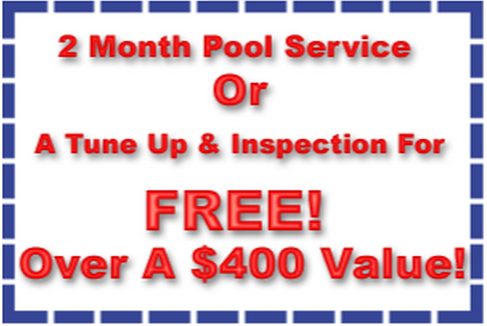 2 Month Pool Service
Or
A Tune Up & Inspection For
FREE!
Over A $400 Value!